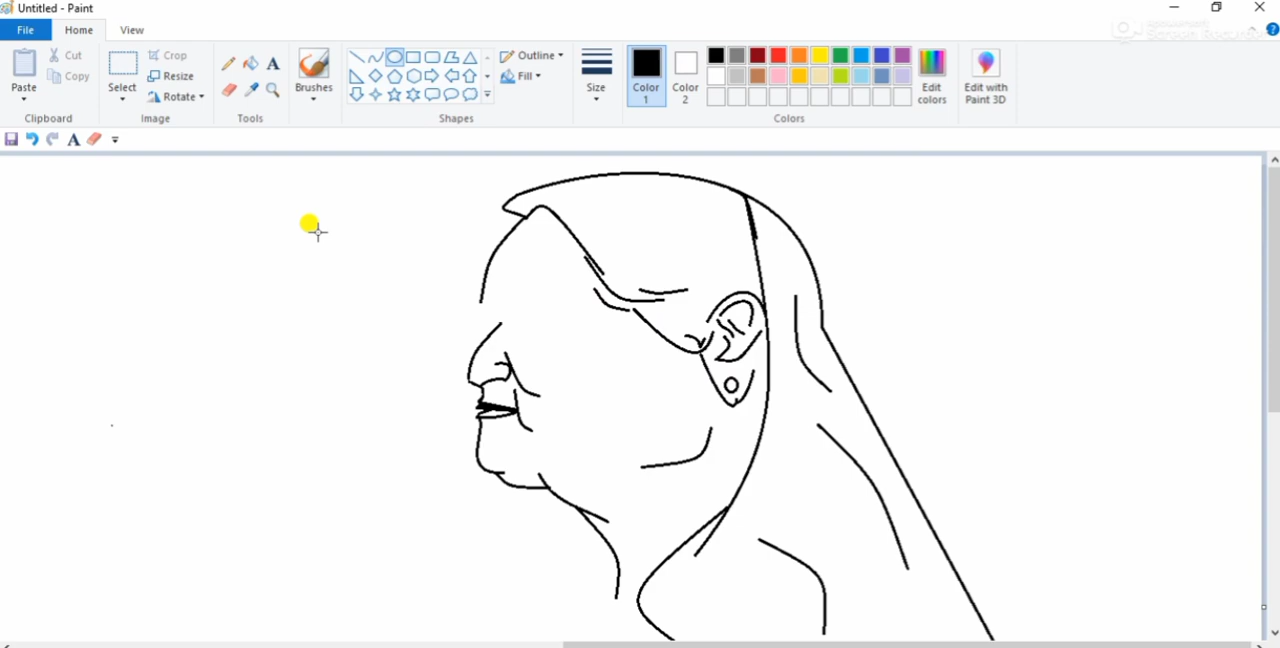 Untitled - Paint
File
Home
View
Paste
Cut
Copy
Clipboard
Select
Crop
Resize
Rotate
Image
A
Tools
Brushes
Shapes
Outline
Fill
Size
Color
1
Color
2
Edit
colors
Colors
Edit with
Paint 3D
?
A